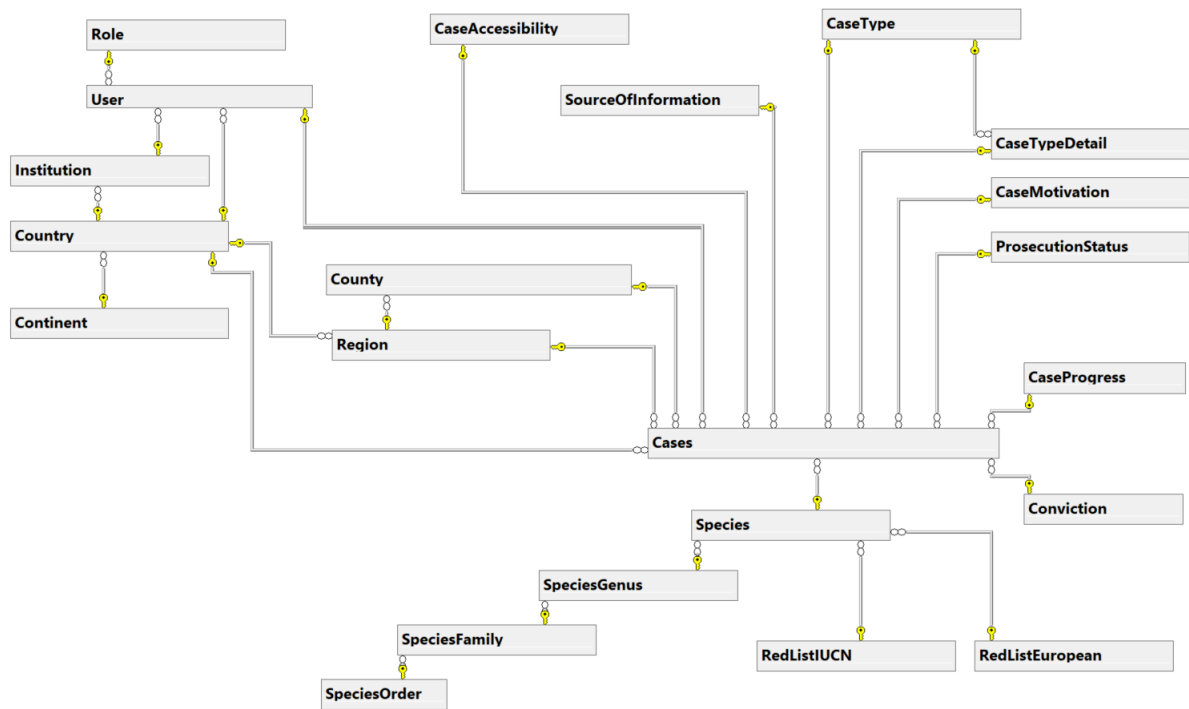 Role
CaseAccessibility
CaseType
User
SourceOfInformation
CaseTypeDetail
Institution
CaseMotivation
Country
ProsecutionStatus
County
Continent
Region
CaseProgress
Cases
Conviction
Species
SpeciesGenus
SpeciesFamily
RedListIUCN
RedListEuropean
SpeciesOrder